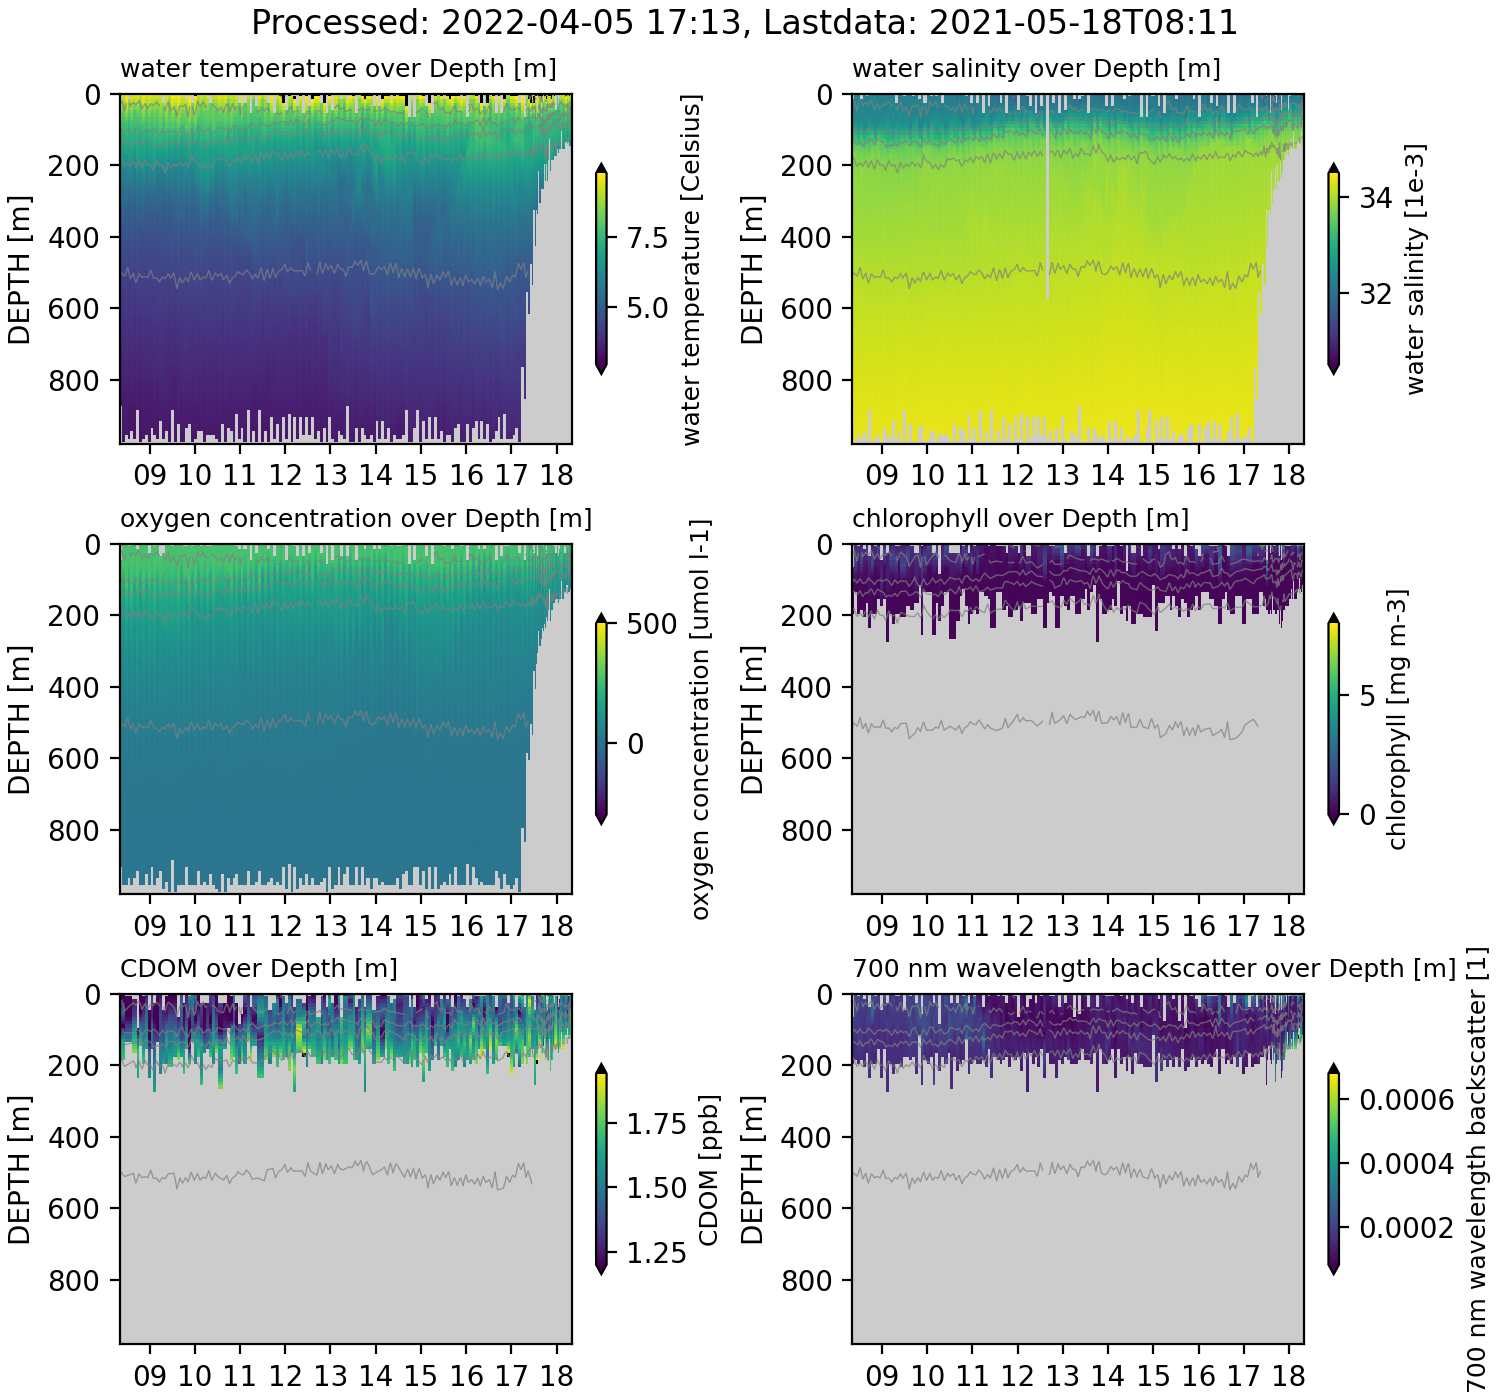 Processed: 2022-04-05 17:13, Lastdata: 2021-05-18T08:11
water temperature over Depth [m]
0
200
400
600
800
DEPTH [m]
09 10 11 12 13 14 15 16 17 18
7.5
5.0
water temperature [Celsius]
water salinity over Depth [m]
0
200
400
600
800
DEPTH [m]
09 10 11 12 13 14 15 16 17 18
34
32
water salinity [1e-3]
oxygen concentration over Depth [m]
0
200
400
600
800
DEPTH [m]
09 10 11 12 13 14 15 16 17 18
500
0
oxygen concentration [umol l-1]
chlorophyll over Depth [m]
0
200
400
600
800
DEPTH [m]
09 10 11 12 13 14 15 16 17 18
5
0
chlorophyll [mg m-3]
CDOM over Depth [m]
0
200
400
600
800
DEPTH [m]
09 10 11 12 13 14 15 16 17 18
1.75
1.50
1.25
CDOM [ppb]
700 nm wavelength backscatter over Depth [m]
0
200
400
600
800
DEPTH [m]
09 10 11 12 13 14 15 16 17 18
0.0006
0.0004
0.0002
700 nm wavelength backscatter [1]